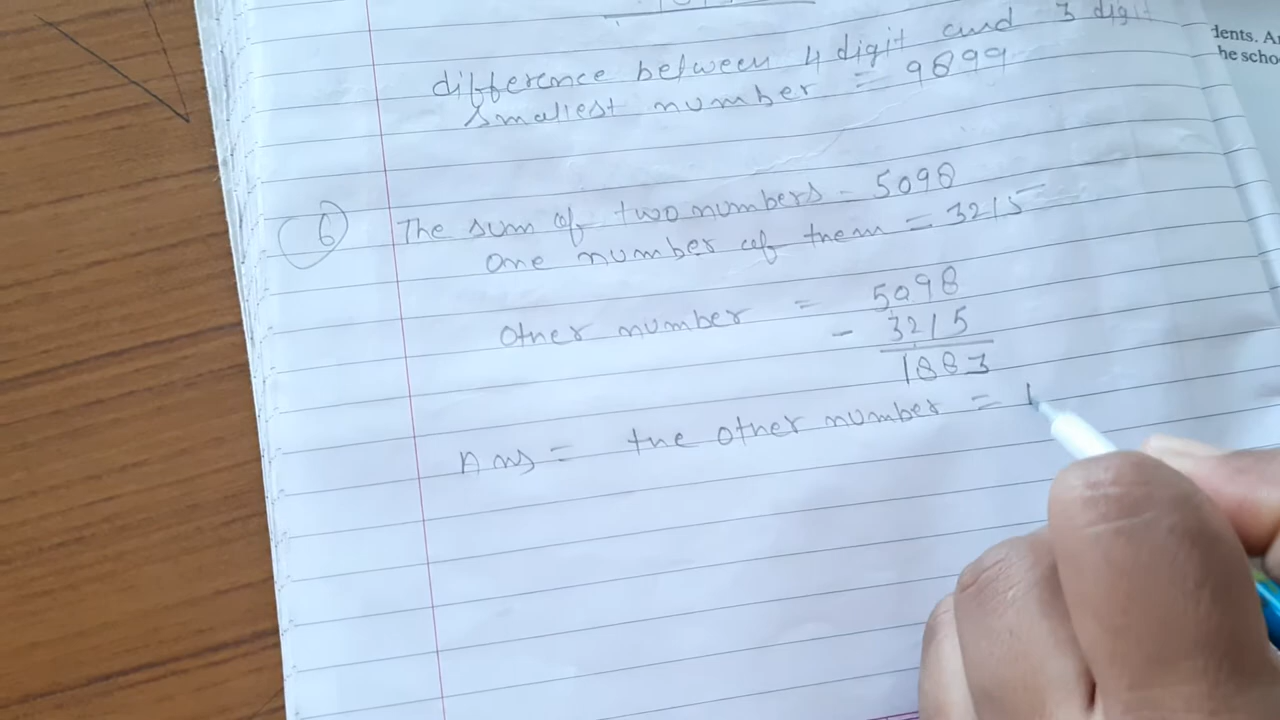 difference between 4 digit and 3 digit
smallest number = 9899
dents. A
he scho
6 The sum of two numbers = 5098
one number of them = 3215
Other number = 5098
- 3215
1883
Ans = the other number = 1